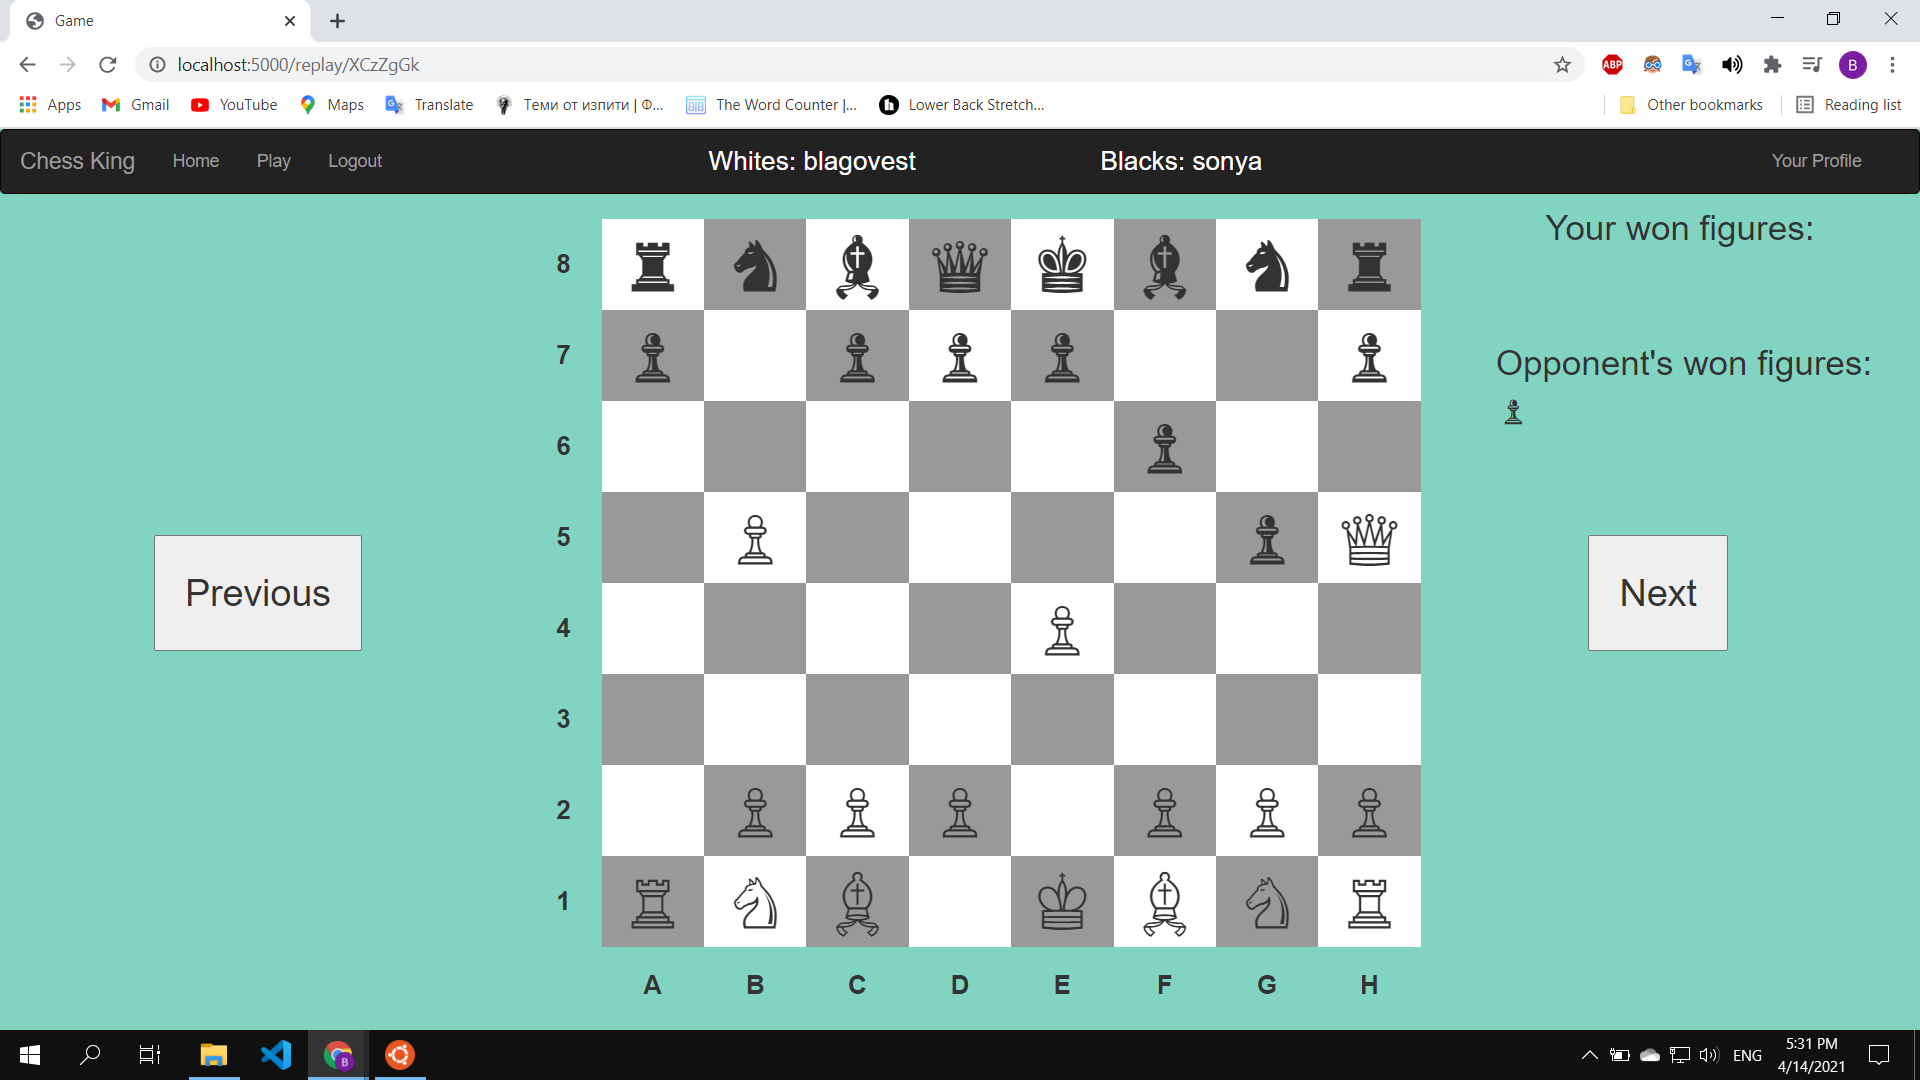 Game
localhost:5000/replay/XCzZgGk
ABP
B
Apps Gmail YouTube Maps Translate Теми от изпити | Ф... The Word Counter |... Lower Back Stretch... Other bookmarks Reading list
Chess King Home Play Logout Whites: blagovest Blacks: sonya Your Profile
Your won figures:
8
7
Opponent's won figures:
6
5
Previous
Next
4
3
2
1
A B C D E F G H
B
ENG
5:31 PM
4/14/2021